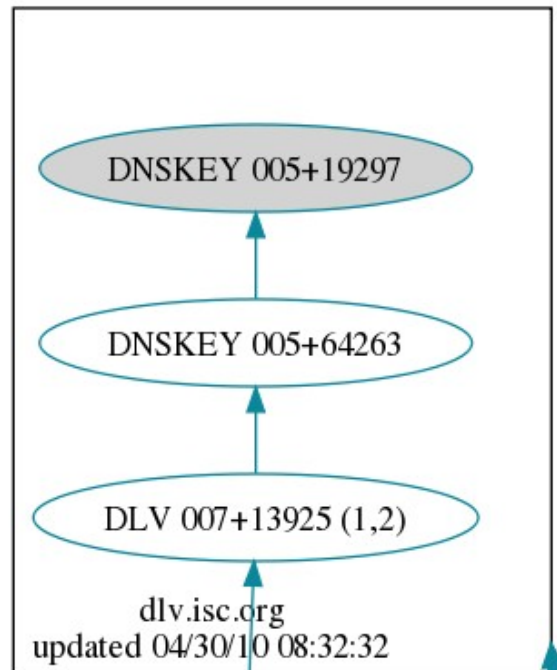 DNSKEY 005+19297
DNSKEY 005+64263
DLV 007+13925 (1,2)
dlv.isc.org
updated 04/30/10 08:32:32